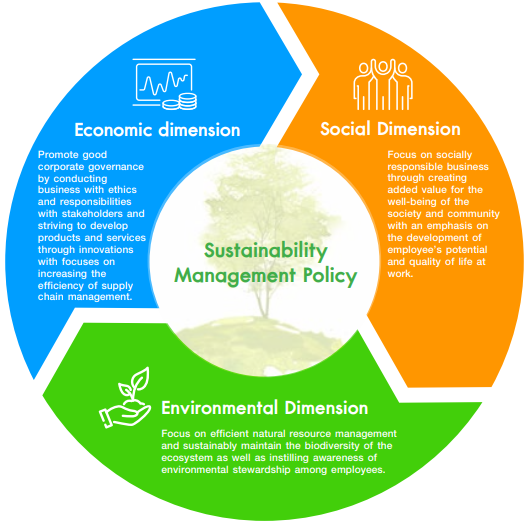 Economic dimension
Promote good
corporate governance
by conducting
business with ethics
and responsibilities
with stakeholders and
striving to develop
products and services
through innovations
with focuses on
increasing the
efficiency of supply
chain management.
Social Dimension
Focus on socially
responsible business
through creating
added value for the
well-being of the
society and community
with an emphasis on
the development of
employee's potential
and quality of life at
work.
Sustainability
Management Policy
Environmental Dimension
Focus on efficient natural resource management
and sustainably maintain the biodiversity of the
ecosystem as well as instilling awareness of
environmental stewardship among employees.